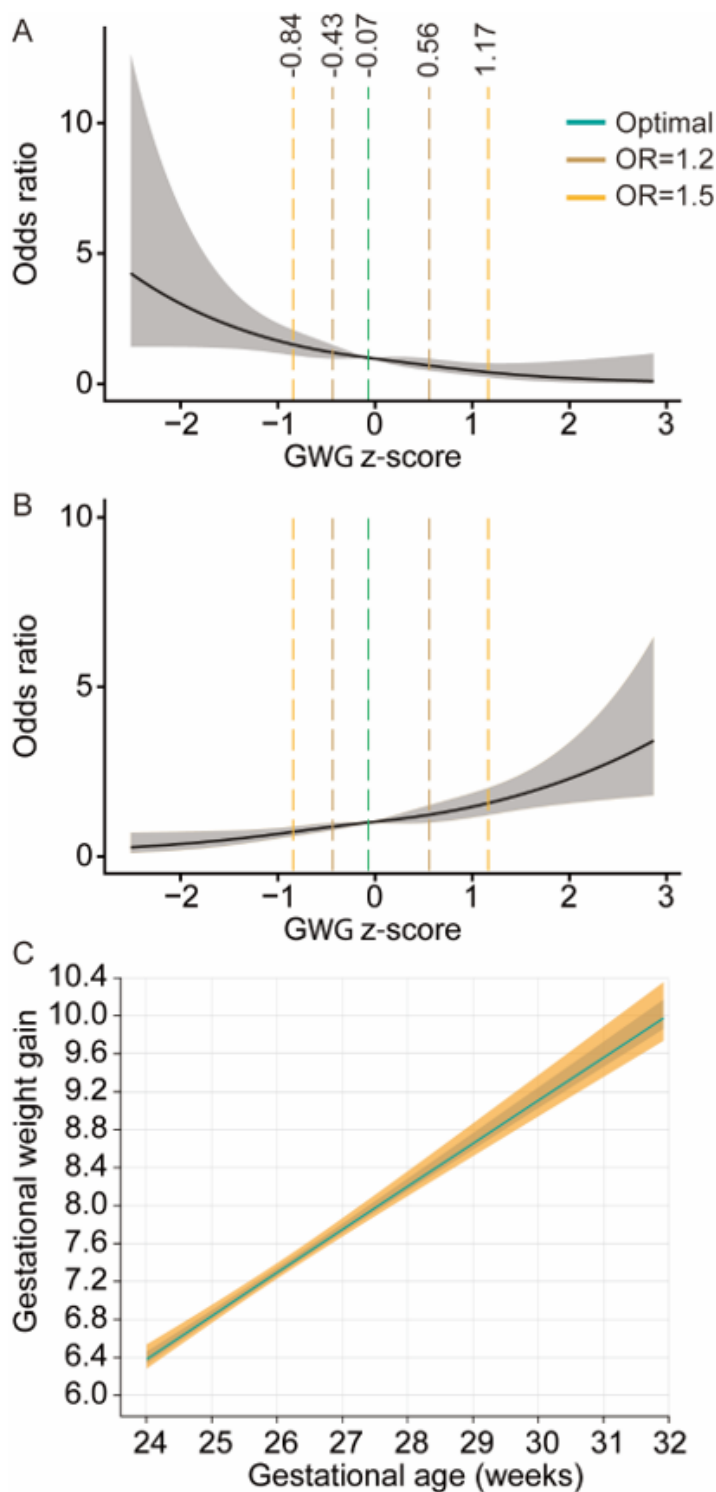 A
-0.84
-0.43
-0.07
0.56
1.17
Optimal
OR=1.2
OR=1.5
Odds ratio
10
5
0
−2 −1 0 1 2 3
GWG z-score
B
Odds ratio
10
5
0
−2 −1 0 1 2 3
GWG z-score
C
Gestational weight gain
10.4
10.0
9.6
9.2
8.8
8.4
8.0
7.6
7.2
6.8
6.4
6.0
24 25 26 27 28 29 30 31 32
Gestational age (weeks)